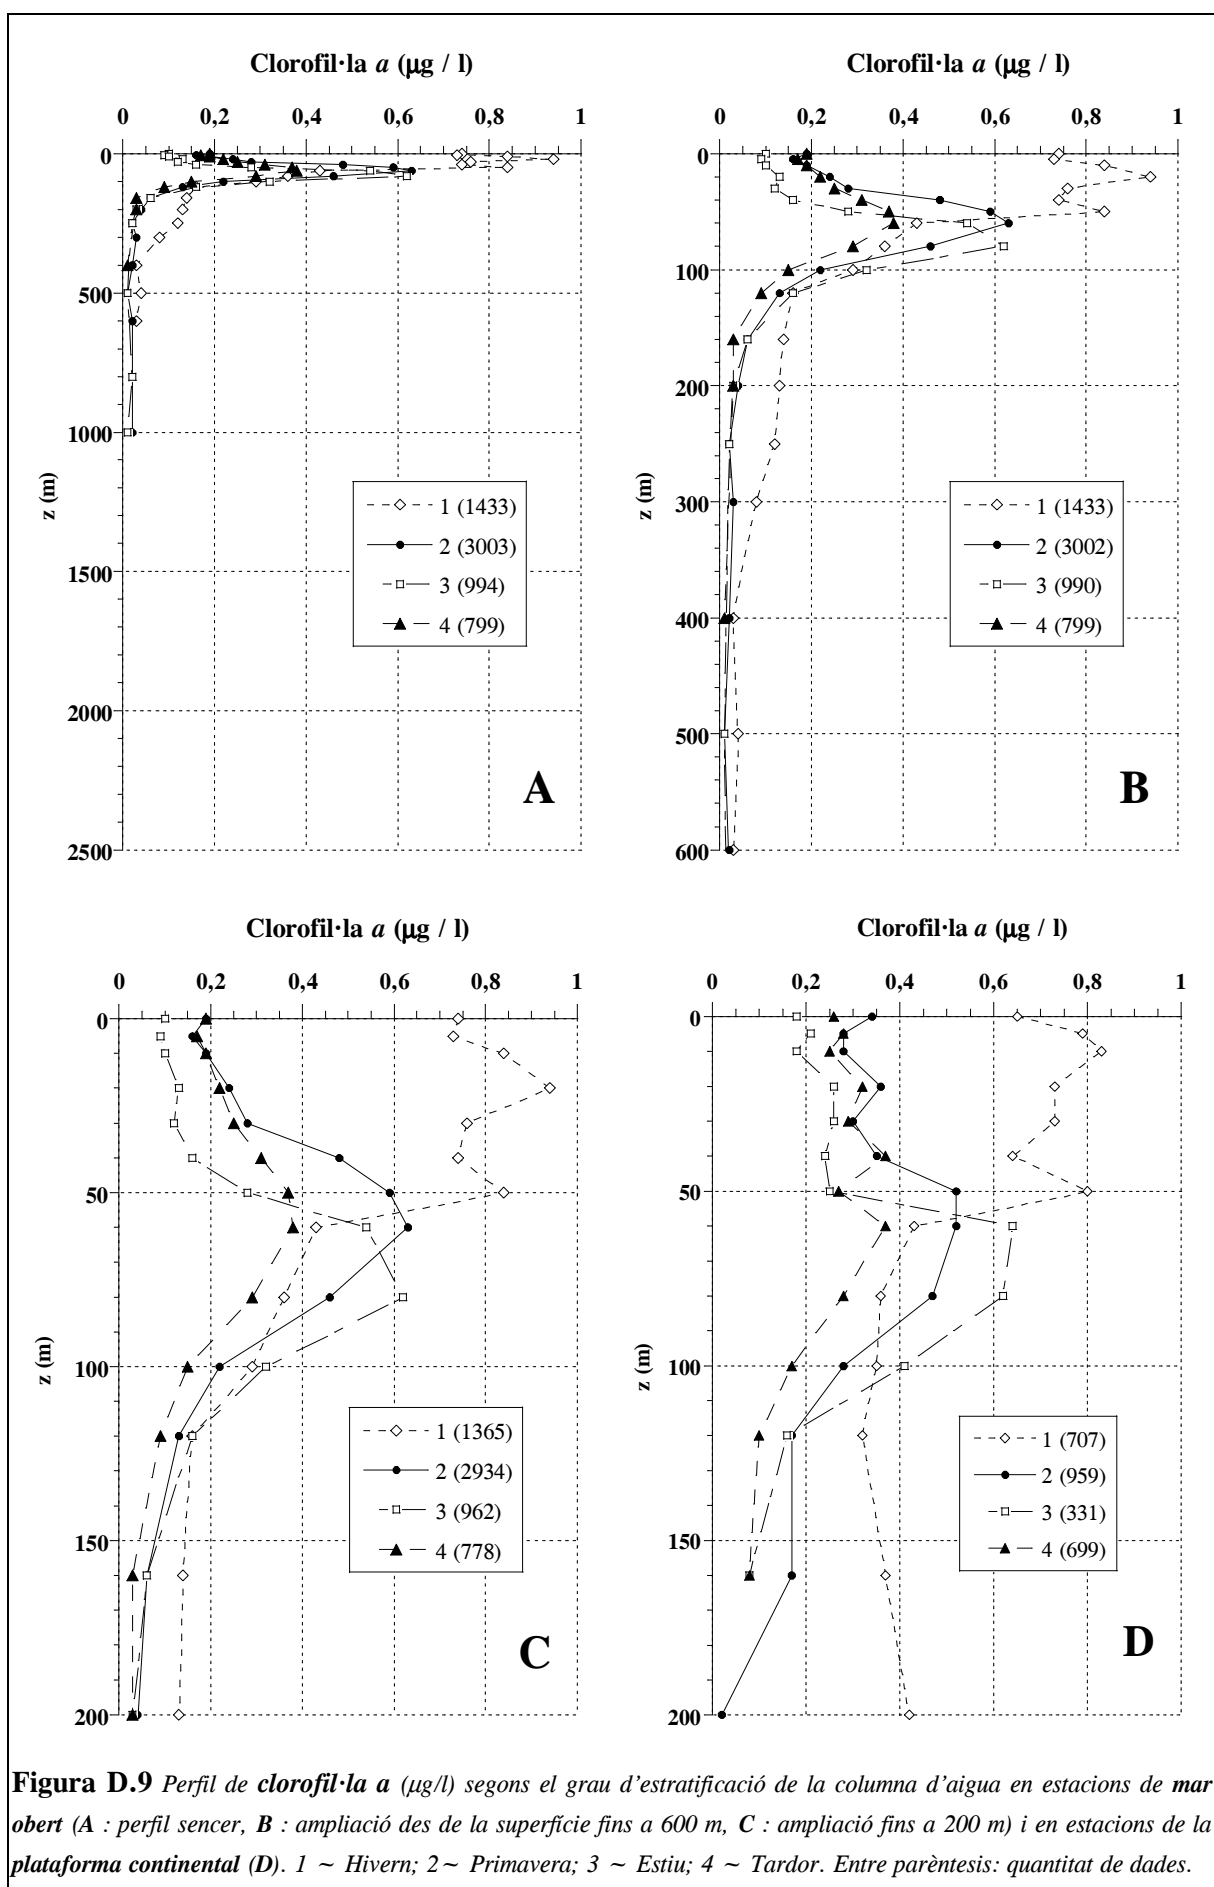 Clorofil·la a (µg / l)
0 0,2 0,4 0,6 0,8 1
0
500
1000
1500
2000
2500
z (m)
1 (1433)
2 (3003)
3 (994)
4 (799)
A
Clorofil·la a (µg / l)
0 0,2 0,4 0,6 0,8 1
0
100
200
300
400
500
600
z (m)
1 (1433)
2 (3002)
3 (990)
4 (799)
B
Clorofil·la a (µg / l)
0 0,2 0,4 0,6 0,8 1
0
50
100
150
200
z (m)
1 (1365)
2 (2934)
3 (962)
4 (778)
C
Clorofil·la a (µg / l)
0 0,2 0,4 0,6 0,8 1
0
50
100
150
200
z (m)
1 (707)
2 (959)
3 (331)
4 (699)
D
Figura D.9 Perfil de clorofil·la a (µg/l) segons el grau d'estratificació de la columna d'aigua en estacions de mar
obert (A : perfil sencer, B : ampliació des de la superfície fins a 600 m, C : ampliació fins a 200 m) i en estacions de la
plataforma continental (D). 1 ~ Hivern; 2~ Primavera; 3 ~ Estiu; 4 ~ Tardor. Entre parèntesis: quantitat de dades.